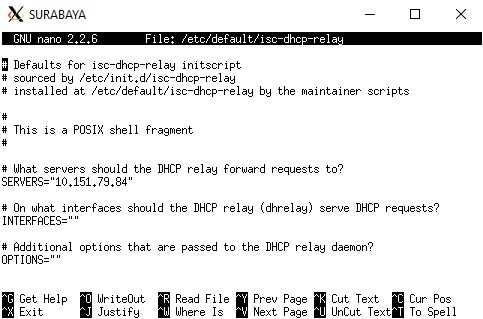 SURABAYA
GNU nano 2.2.6 File: /etc/default/isc-dhcp-relay
# Defaults for isc-dhcp-relay initscript
# sourced by /etc/init.d/isc-dhcp-relay
# installed at /etc/default/isc-dhcp-relay by the maintainer scripts
#
# This is a POSIX shell fragment
#
# What servers should the DHCP relay forward requests to?
SERVERS="10.151.79.84"
# On what interfaces should the DHCP relay (dhrelay) serve DHCP requests?
INTERFACES=""
# Additional options that are passed to the DHCP relay daemon?
OPTIONS=""
^G Get Help ^O WriteOut ^R Read File ^Y Prev Page ^K Cut Text ^C Cur Pos
^X Exit ^J Justify ^W Where Is ^V Next Page ^U UnCut Text ^T To Spell